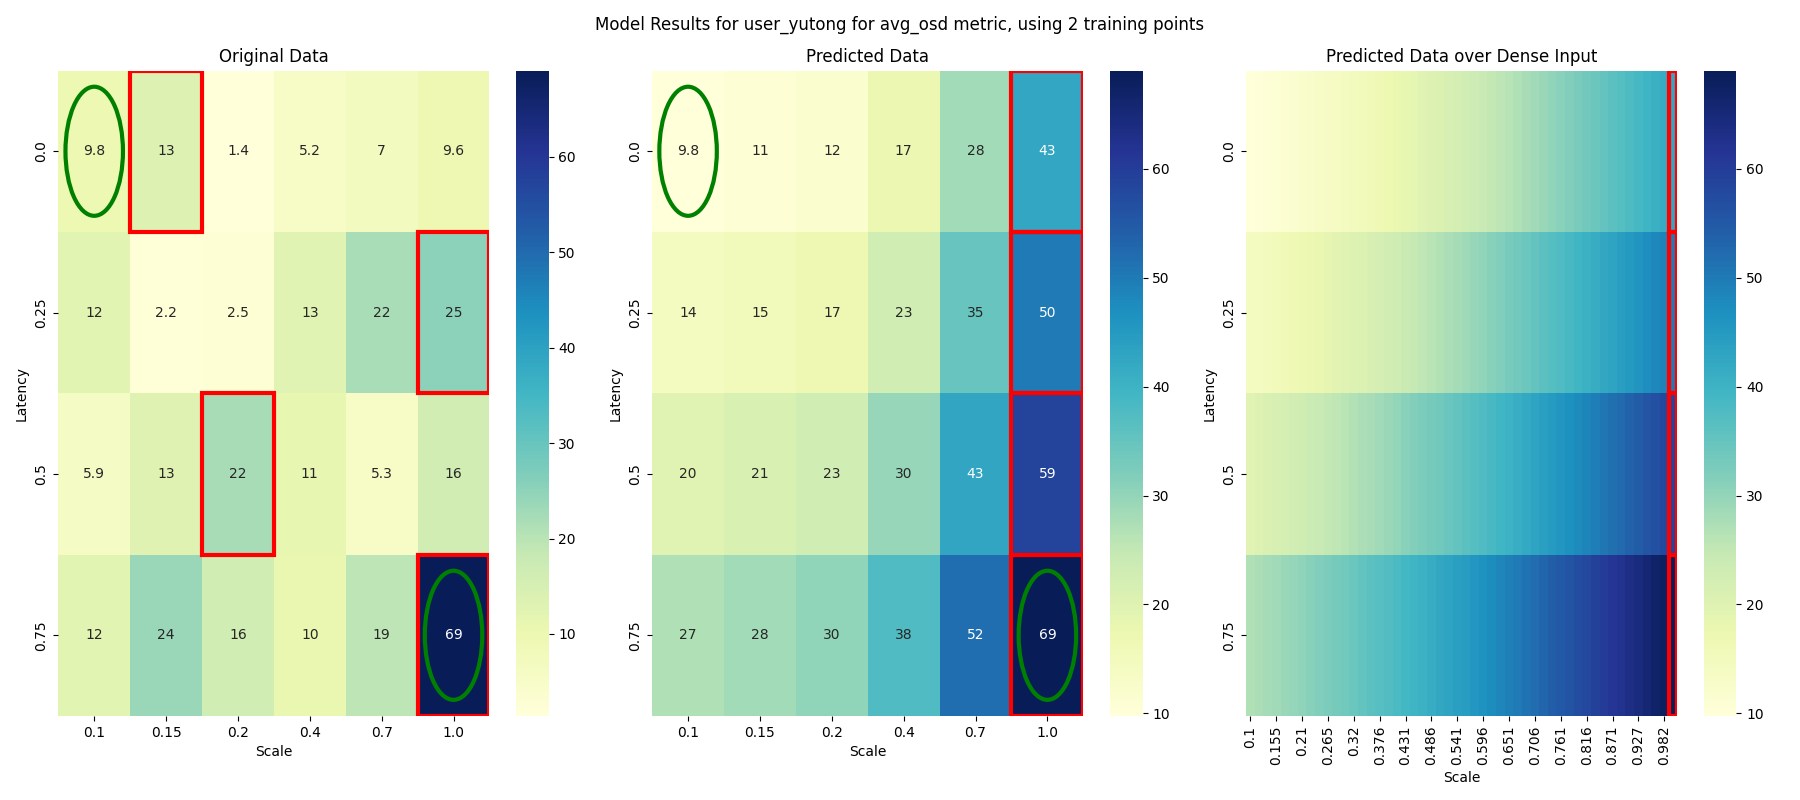 Model Results for user_yutong for avg_osd metric, using 2 training points
Original Data
Latency
0.0 9.8 13 1.4 5.2 7 9.6
0.25 12 2.2 2.5 13 22 25
0.5 5.9 13 22 11 5.3 16
0.75 12 24 16 10 19 69
0.1 0.15 0.2 0.4 0.7 1.0
Scale
60
50
40
30
20
10
Predicted Data
Latency
0.0 9.8 11 12 17 28 43
0.25 14 15 17 23 35 50
0.5 20 21 23 30 43 59
0.75 27 28 30 38 52 69
0.1 0.15 0.2 0.4 0.7 1.0
Scale
60
50
40
30
20
10
Predicted Data over Dense Input
Latency
0.0
0.25
0.5
0.75
0.1 0.155 0.21 0.265 0.32 0.376 0.431 0.486 0.541 0.596 0.651 0.706 0.761 0.816 0.871 0.927 0.982
Scale
60
50
40
30
20
10